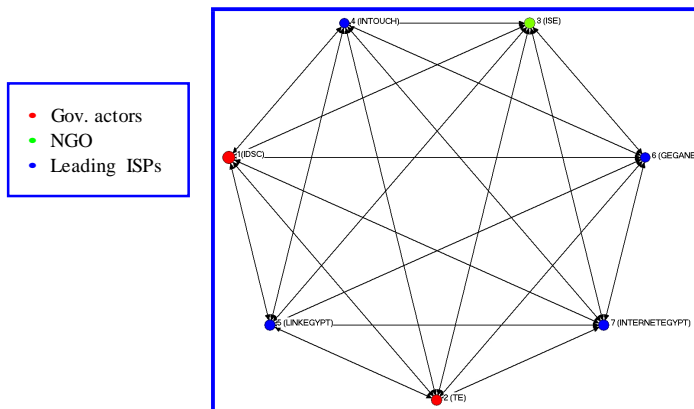 Gov. actors
NGO
Leading ISPs
4 (INTOUCH)
3 (ISE)
1(IDSC)
6 (GEGANE
5 (LINKEGYPT)
7 (INTERNETEGYPT)
2 (TE)